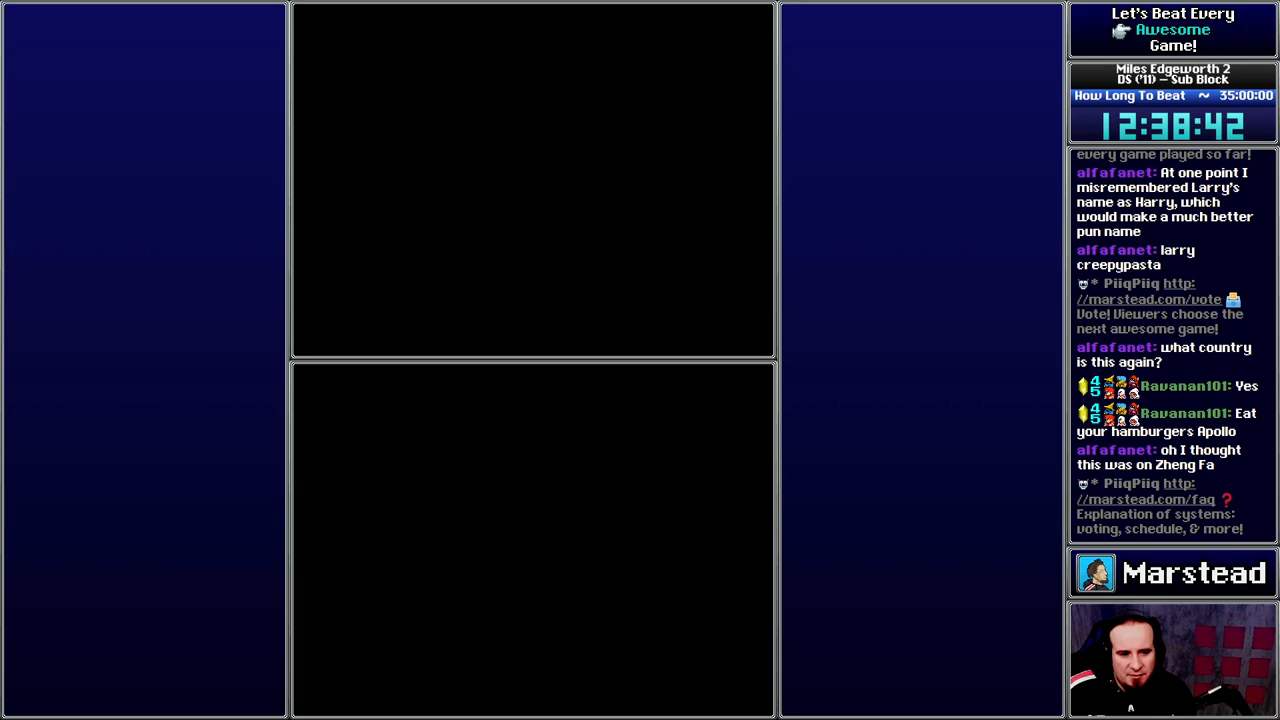 Let's Beat Every
Awesome
Game!
Miles Edgeworth 2
DS ('11) – Sub Block
How Long To Beat ~ 35:00:00
12:38:42
every game played so far!
alfafanet: At one point I
misremembered Larry's
name as Harry, which
would make a much better
pun name
alfafanet: larry
creepypasta
* PiiqPiiq http:
//marstead.com/vote
Vote! Viewers choose the
next awesome game!
alfafanet: what country
is this again?
45 Ravanan101: Yes
45 Ravanan101: Eat
your hamburgers Apollo
alfafanet: oh I thought
this was on Zheng Fa
* PiiqPiiq http:
//marstead.com/faq ❓
Explanation of systems:
voting, schedule, & more!
Marstead